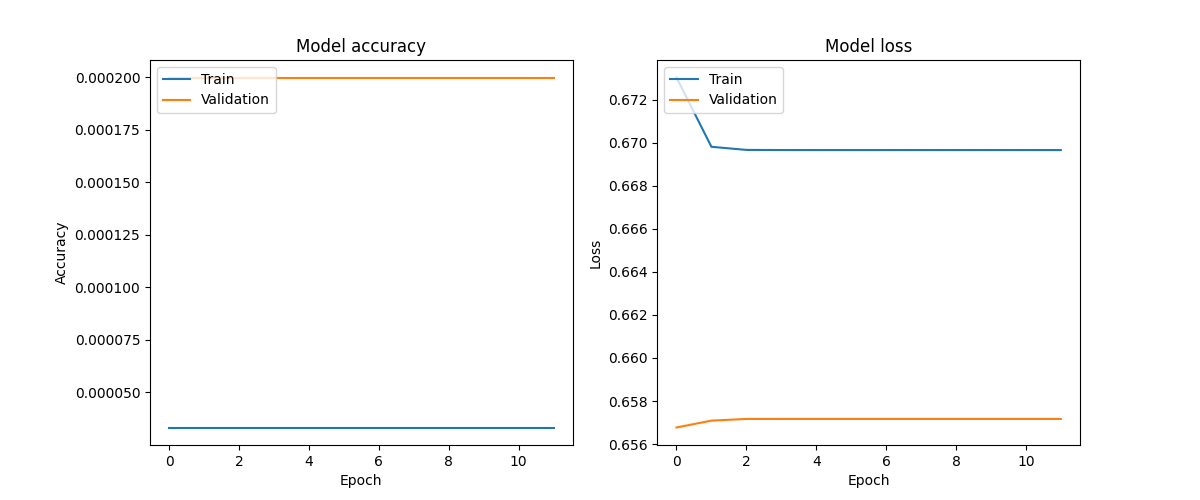 Model accuracy
0.000200
0.000175
0.000150
0.000125
0.000100
0.000075
0.000050
Accuracy
Train
Validation
0 2 4 6 8 10
Epoch
Model loss
0.672
0.670
0.668
0.666
0.664
0.662
0.660
0.658
0.656
Loss
Train
Validation
0 2 4 6 8 10
Epoch